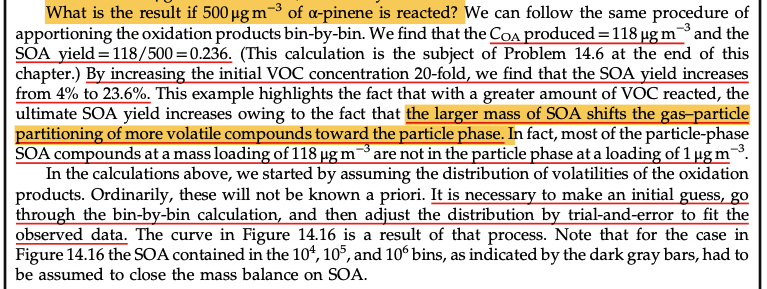 What is the result if 500 μg m⁻³ of α-pinene is reacted? We can follow the same procedure of
apportioning the oxidation products bin-by-bin. We find that the C_OA produced = 118 μg m⁻³ and the
SOA yield = 118/500 = 0.236. (This calculation is the subject of Problem 14.6 at the end of this
chapter.) By increasing the initial VOC concentration 20-fold, we find that the SOA yield increases
from 4% to 23.6%. This example highlights the fact that with a greater amount of VOC reacted, the
ultimate SOA yield increases owing to the fact that the larger mass of SOA shifts the gas–particle
partitioning of more volatile compounds toward the particle phase. In fact, most of the particle-phase
SOA compounds at a mass loading of 118 μg m⁻³ are not in the particle phase at a loading of 1 μg m⁻³.
In the calculations above, we started by assuming the distribution of volatilities of the oxidation
products. Ordinarily, these will not be known a priori. It is necessary to make an initial guess, go
through the bin-by-bin calculation, and then adjust the distribution by trial-and-error to fit the
observed data. The curve in Figure 14.16 is a result of that process. Note that for the case in
Figure 14.16 the SOA contained in the 10⁴, 10⁵, and 10⁶ bins, as indicated by the dark gray bars, had to
be assumed to close the mass balance on SOA.